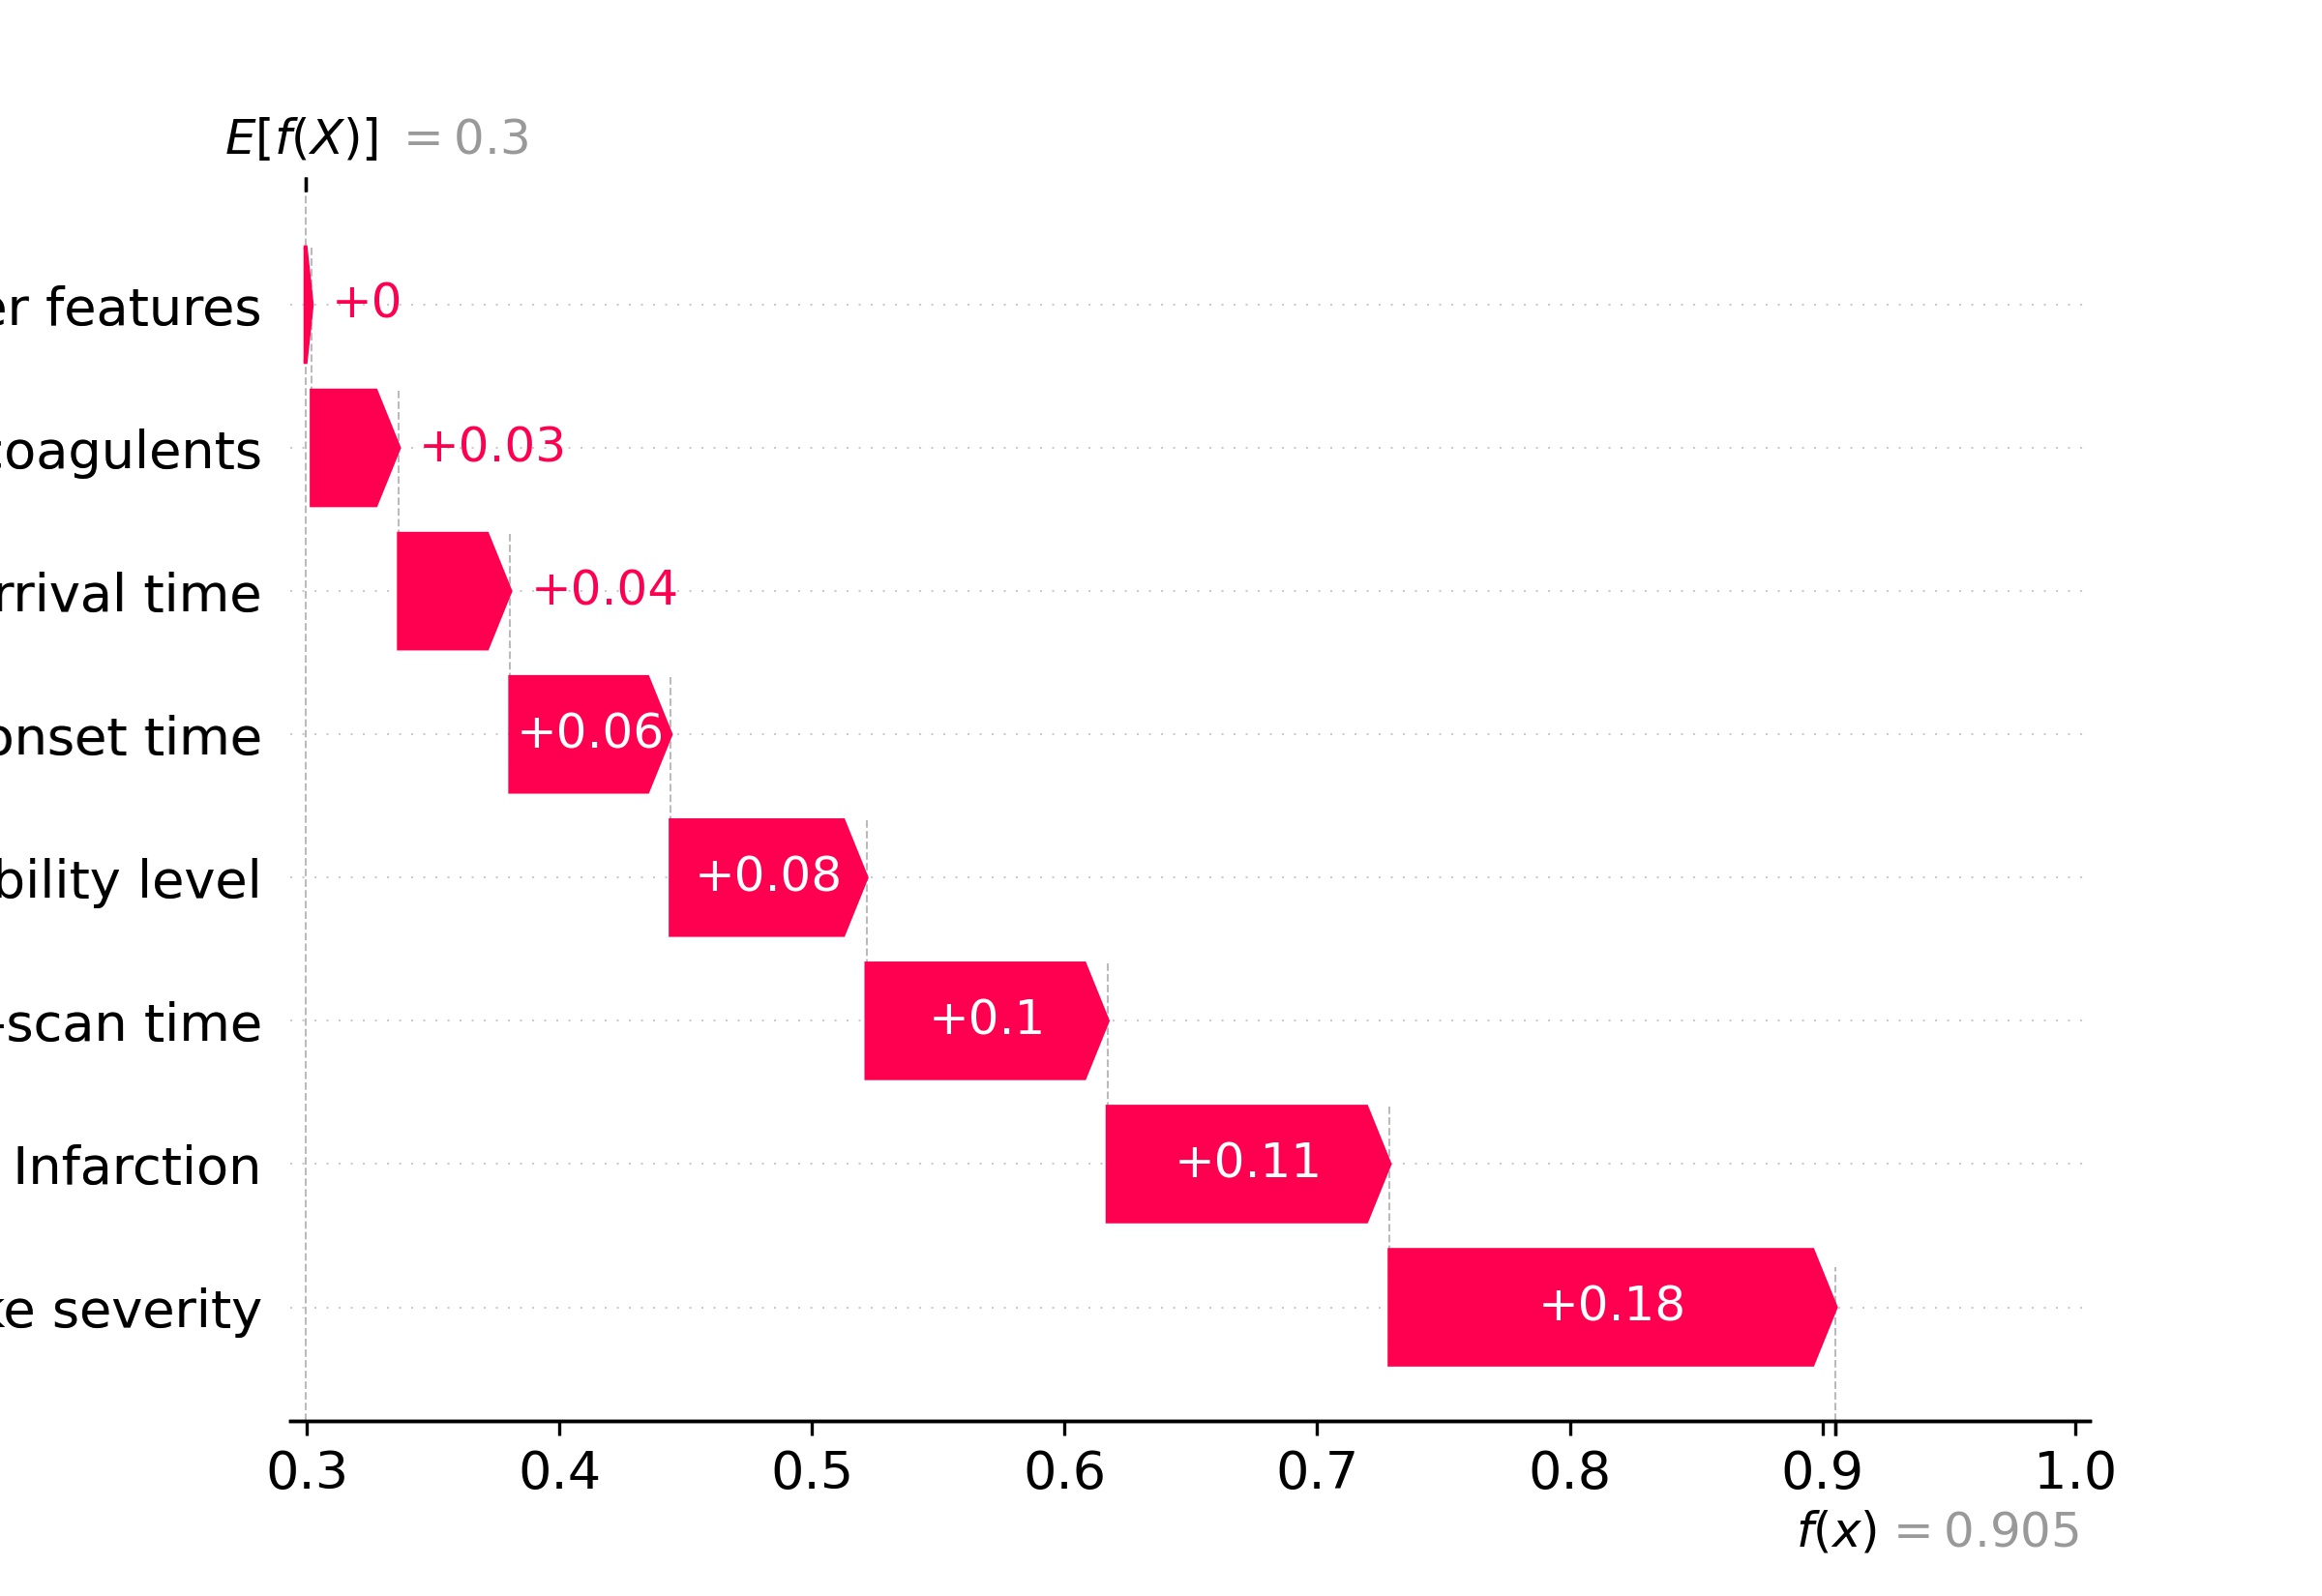 E[f(X)] = 0.3
er features +0
coagulents +0.03
rrival time +0.04
onset time +0.06
bility level +0.08
-scan time +0.1
Infarction +0.11
ke severity +0.18
0.3 0.4 0.5 0.6 0.7 0.8 0.9 1.0
f(x) = 0.905